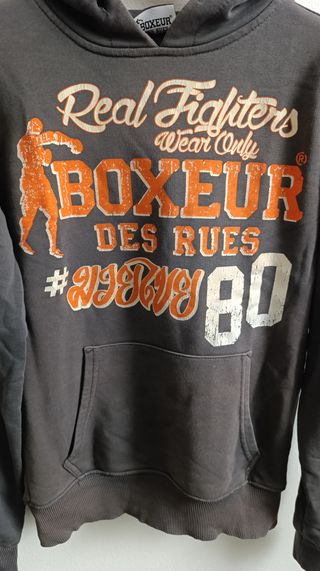 BOXEUR
Real Fighters
Wear Only
BOXEUR®
DES RUES
#
80